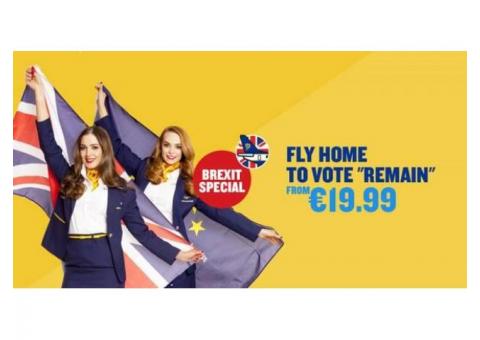 BREXIT
SPECIAL
FLY HOME
TO VOTE "REMAIN"
FROM €19.99